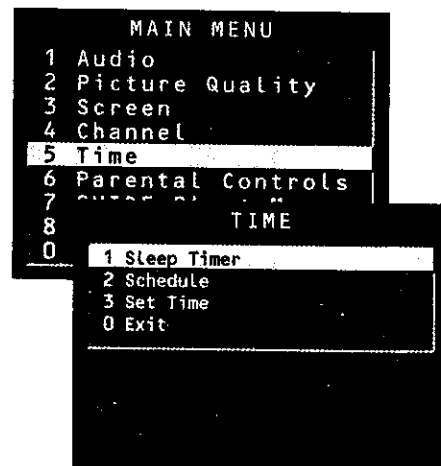 MAIN MENU
1 Audio
2 Picture Quality
3 Screen
4 Channel
5 Time
6 Parental Controls
7
8
0
TIME
1 Sleep Timer
2 Schedule
3 Set Time
0 Exit